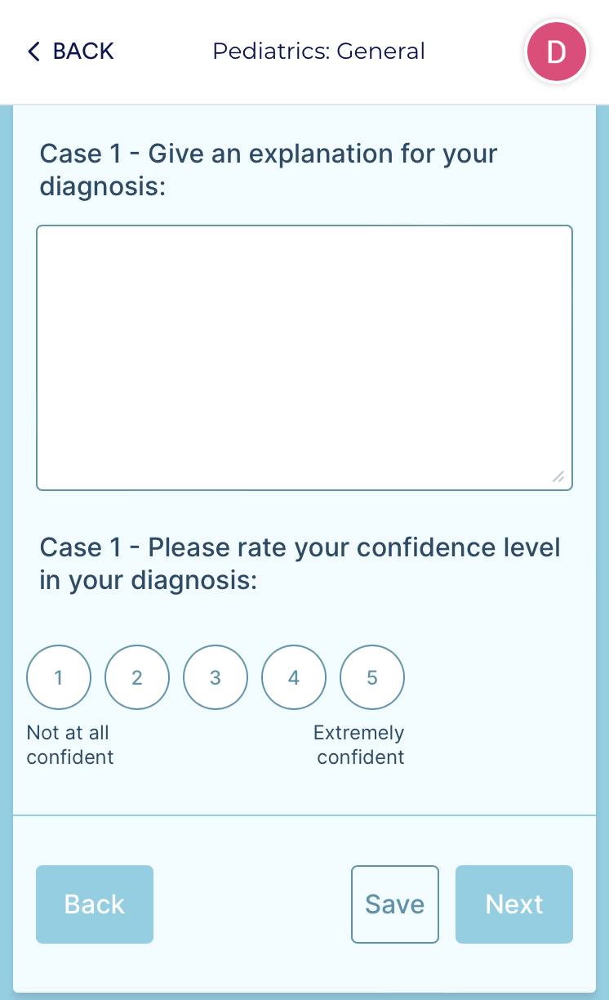 BACK
Pediatrics: General
D
Case 1 - Give an explanation for your
diagnosis:
Case 1 - Please rate your confidence level
in your diagnosis:
1 2 3 4 5
Not at all Extremely
confident confident
Back Save Next